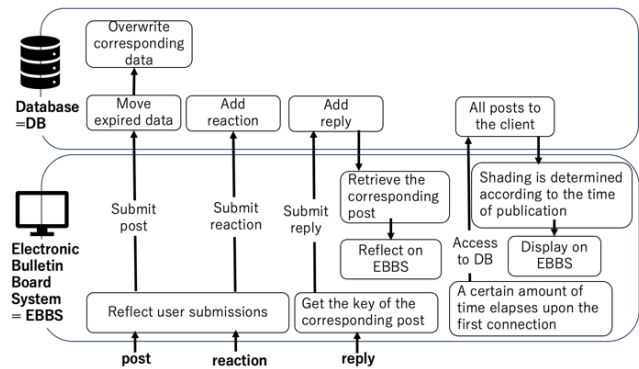 Overwrite
corresponding
data
Database
=DB
Move
expired data
Add
reaction
Add
reply
All posts to
the client
Submit
post
Submit
reaction
Submit
reply
Retrieve the
corresponding
post
Reflect on
EBBS
Access
to DB
Shading is determined
according to the time
of publication
Display on
EBBS
Electronic
Bulletin
Board
System
= EBBS
Reflect user submissions
Get the key of the
corresponding post
A certain amount of
time elapses upon the
first connection
post
reaction
reply